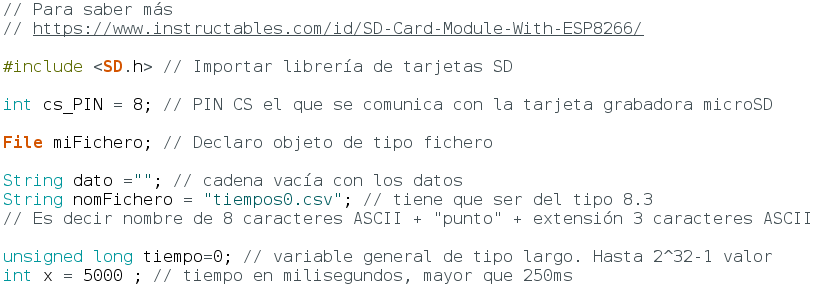 // Para saber más
// https://www.instructables.com/id/SD-Card-Module-With-ESP8266/
#include <SD.h> // Importar librería de tarjetas SD
int cs_PIN = 8; // PIN CS el que se comunica con la tarjeta grabadora microSD
File miFichero; // Declaro objeto de tipo fichero
String dato =""; // cadena vacía con los datos
String nomFichero = "tiempos0.csv"; // tiene que ser del tipo 8.3
// Es decir nombre de 8 caracteres ASCII + "punto" + extensión 3 caracteres ASCII
unsigned long tiempo=0; // variable general de tipo largo. Hasta 2^32-1 valor
int x = 5000 ; // tiempo en milisegundos, mayor que 250ms